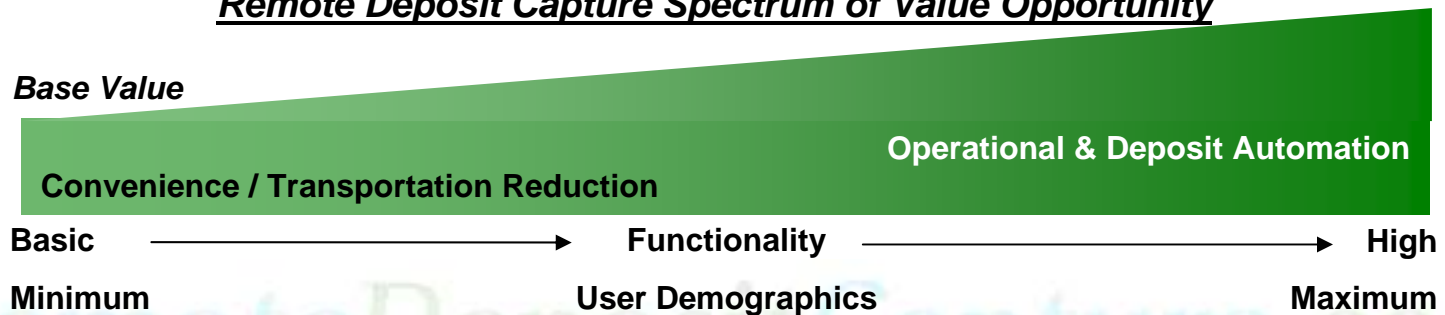 Remote Deposit Capture Spectrum of Value Opportunity
Base Value
Operational & Deposit Automation
Convenience / Transportation Reduction
Basic Functionality High
Minimum User Demographics Maximum